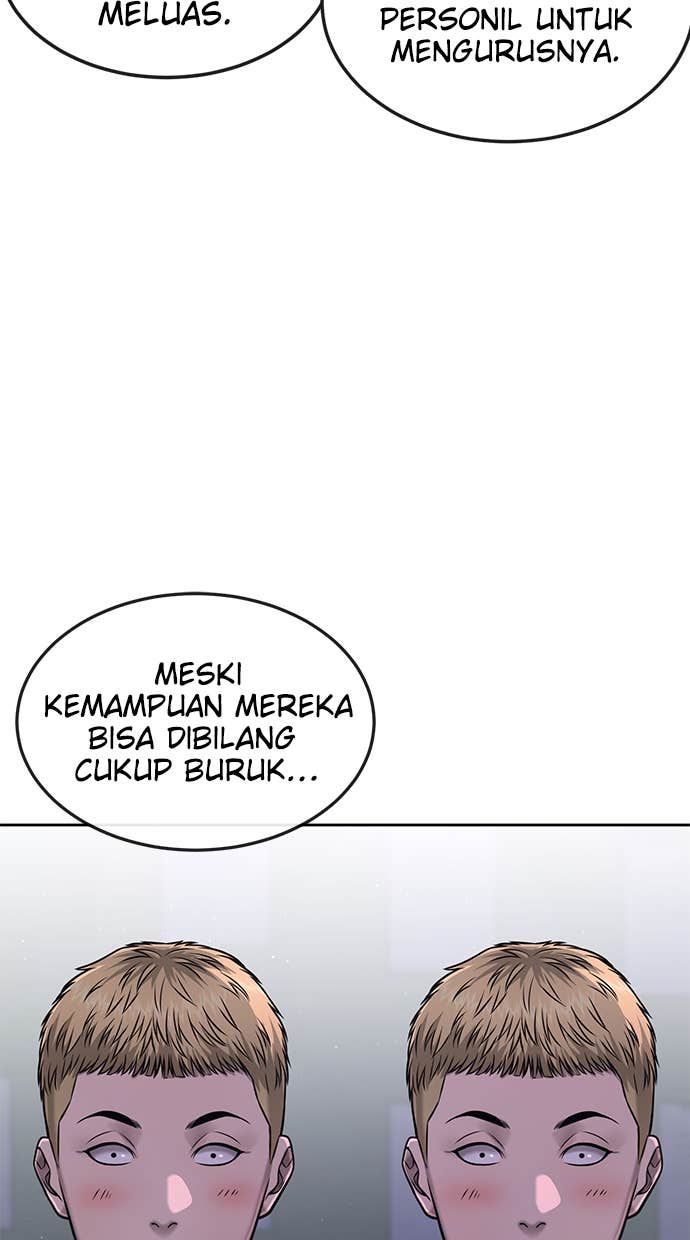 MELUAS.
PERSONIL UNTUK
MENGURUSNYA.
MESKI
KEMAMPUAN MEREKA
BISA DIBILANG
CUKUP BURUK...